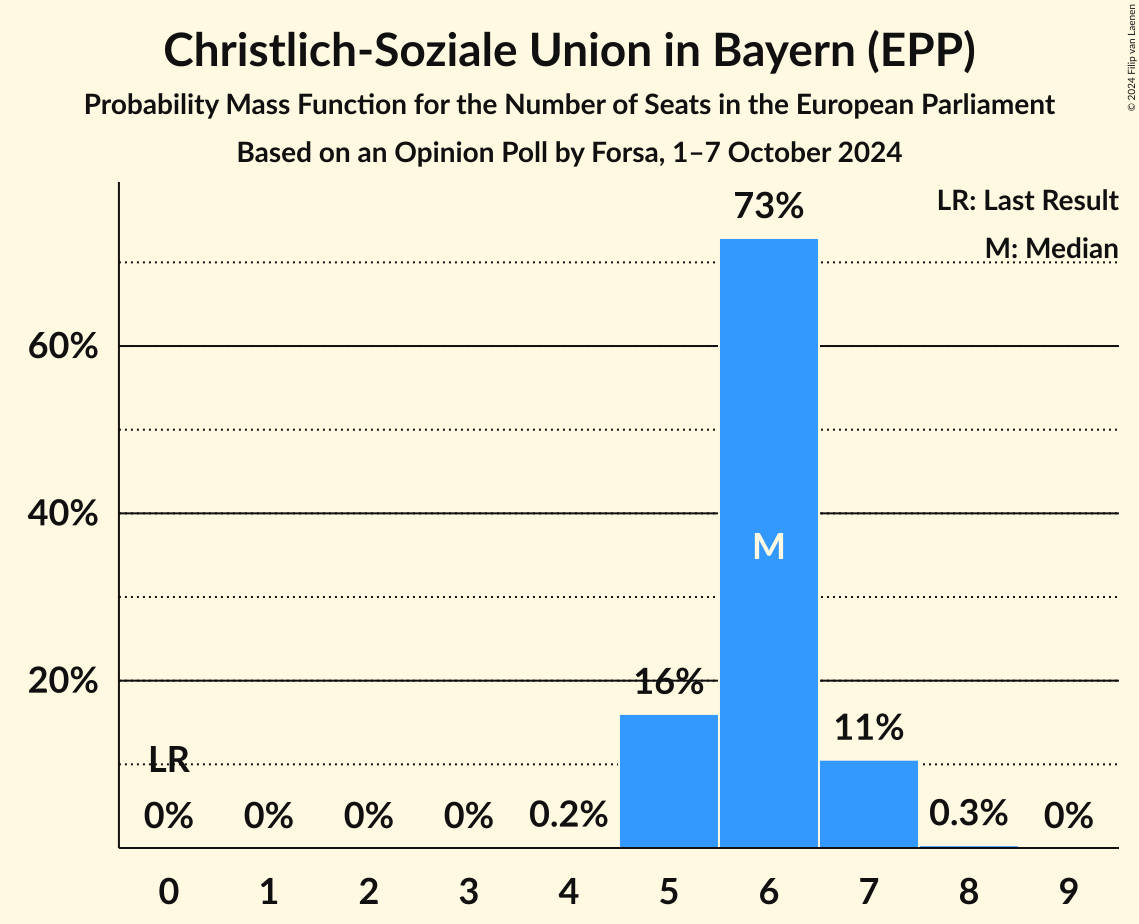 Christlich-Soziale Union in Bayern (EPP)
Probability Mass Function for the Number of Seats in the European Parliament
Based on an Opinion Poll by Forsa, 1–7 October 2024
© 2024 Filip van Laenen
LR: Last Result
M: Median
73%
60%
40%
M
20%
16%
11%
LR
0% 0% 0% 0% 0.2% 0.3% 0%
0 1 2 3 4 5 6 7 8 9